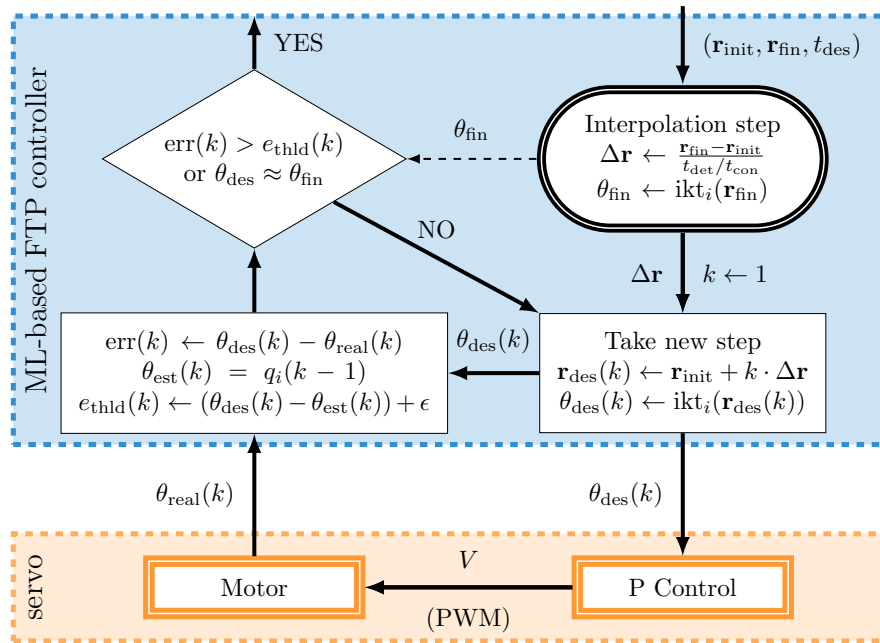 YES
(r_init, r_fin, t_des)
ML-based FTP controller
err(k) > e_thld(k)
or θ_des ≈ θ_fin
θ_fin
Interpolation step
Δr ← (r_fin−r_init)/(t_det/t_con)
θ_fin ← ikt_i(r_fin)
NO
Δr
k ← 1
err(k) ← θ_des(k) − θ_real(k)
θ_est(k) = q_i(k − 1)
e_thld(k) ← (θ_des(k) − θ_est(k)) + ϵ
θ_des(k)
Take new step
r_des(k) ← r_init + k · Δr
θ_des(k) ← ikt_i(r_des(k))
θ_real(k)
θ_des(k)
servo
Motor
V
(PWM)
P Control